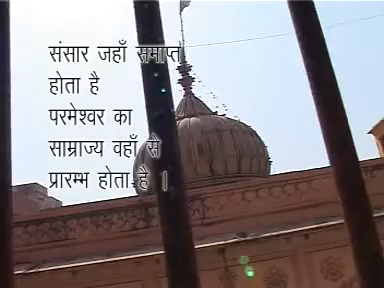 संसार जहाँ समाप्त
होता है
परमेश्वर का
साम्राज्य वहाँ से
प्रारम्भ होता है ।